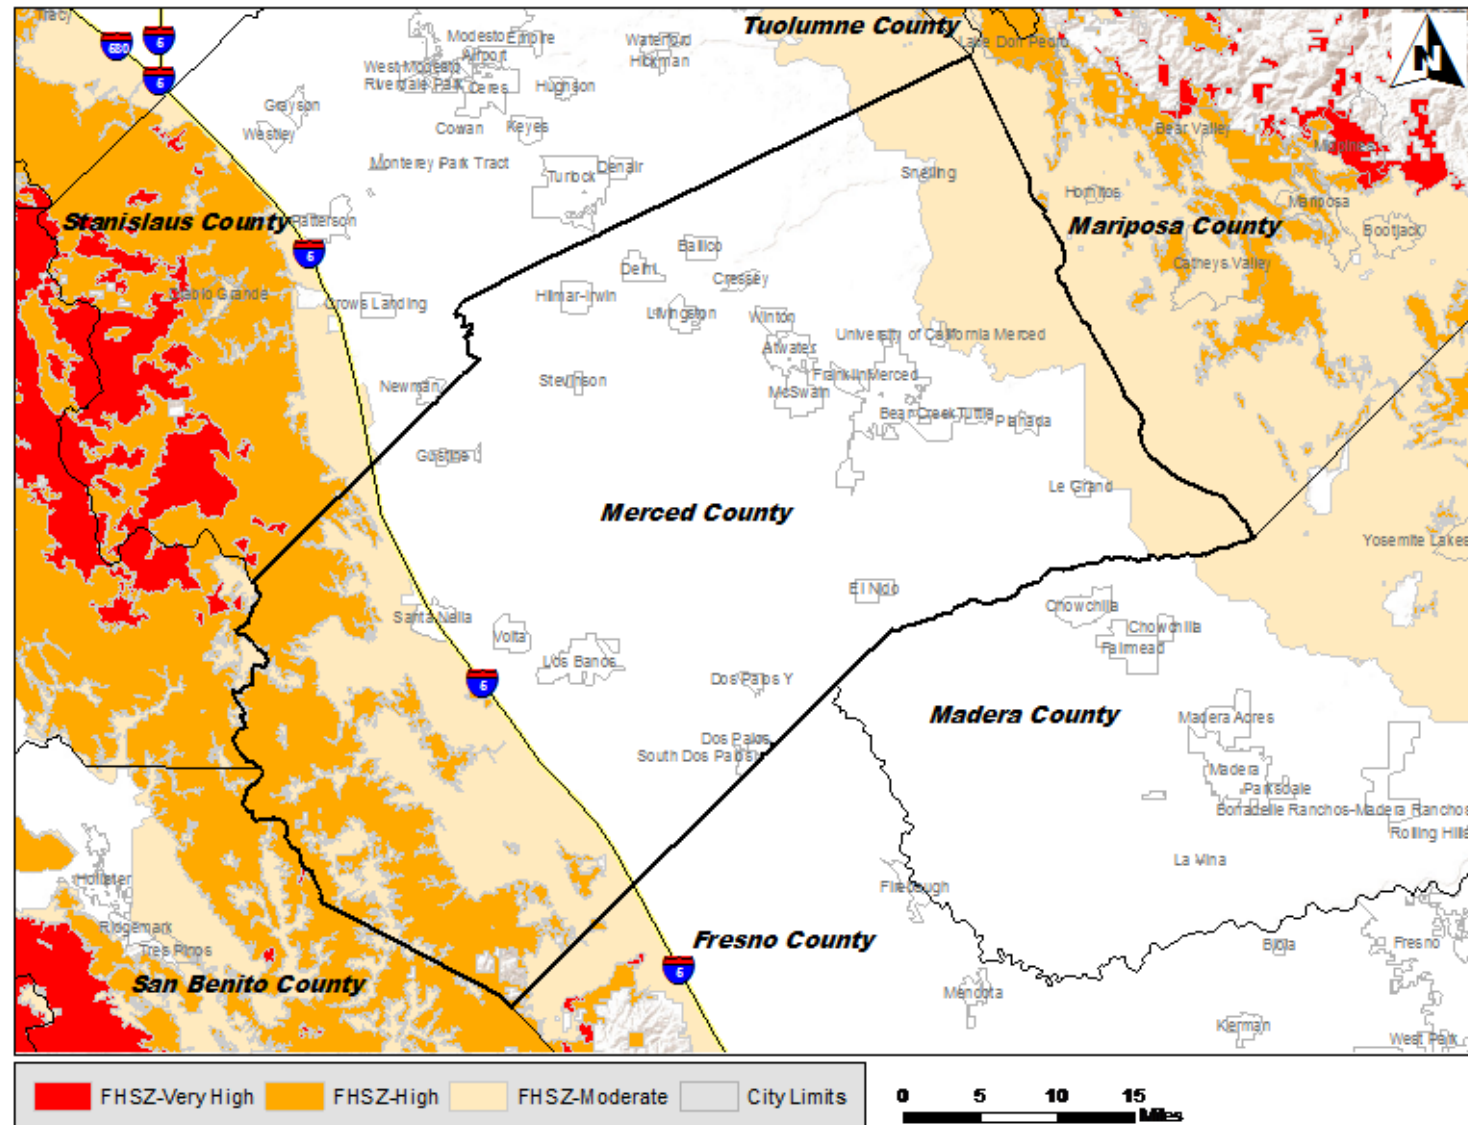 Tracy
680
5
5
Modesto Empire
Airport
West Modesto
Riverdale Park
Ceres
Waterford
Hickman
Hughson
Tuolumne County
Lake Don Pedro
N
Grayson
Westley
Cowan
Keyes
Bear Valley
Midpines
Monterey Park Tract
Turlock
Denair
Snelling
Hornitos
Mariposa
Stanislaus County
Patterson
5
Mariposa County
Bootjack
Ballico
Delhi
Cressey
Catheys Valley
Diablo Grande
Crows Landing
Hilmar-Irwin
Livingston
Winton
University of California Merced
Atwater
Newman
Stevinson
McSwain
Franklin
Merced
Bear Creek
Tuttle
Planada
Gustine
Le Grand
Merced County
Yosemite Lakes
El Nido
Santa Nella
Volta
Chowchilla
Chowchilla
Fairmead
Los Banos
Dos Palos Y
5
Madera County
Madera Acres
Dos Palos
South Dos Palos
Madera
Parksdale
Bonadelle Ranchos-Madera Ranchos
Rolling Hills
La Vina
Hollister
Firebaugh
Ridgemark
Tres Pinos
Fresno County
5
Biola
Fresno
San Benito County
Mendota
Kerman
West Park
FHSZ-Very High
FHSZ-High
FHSZ-Moderate
City Limits
0 5 10 15
Miles